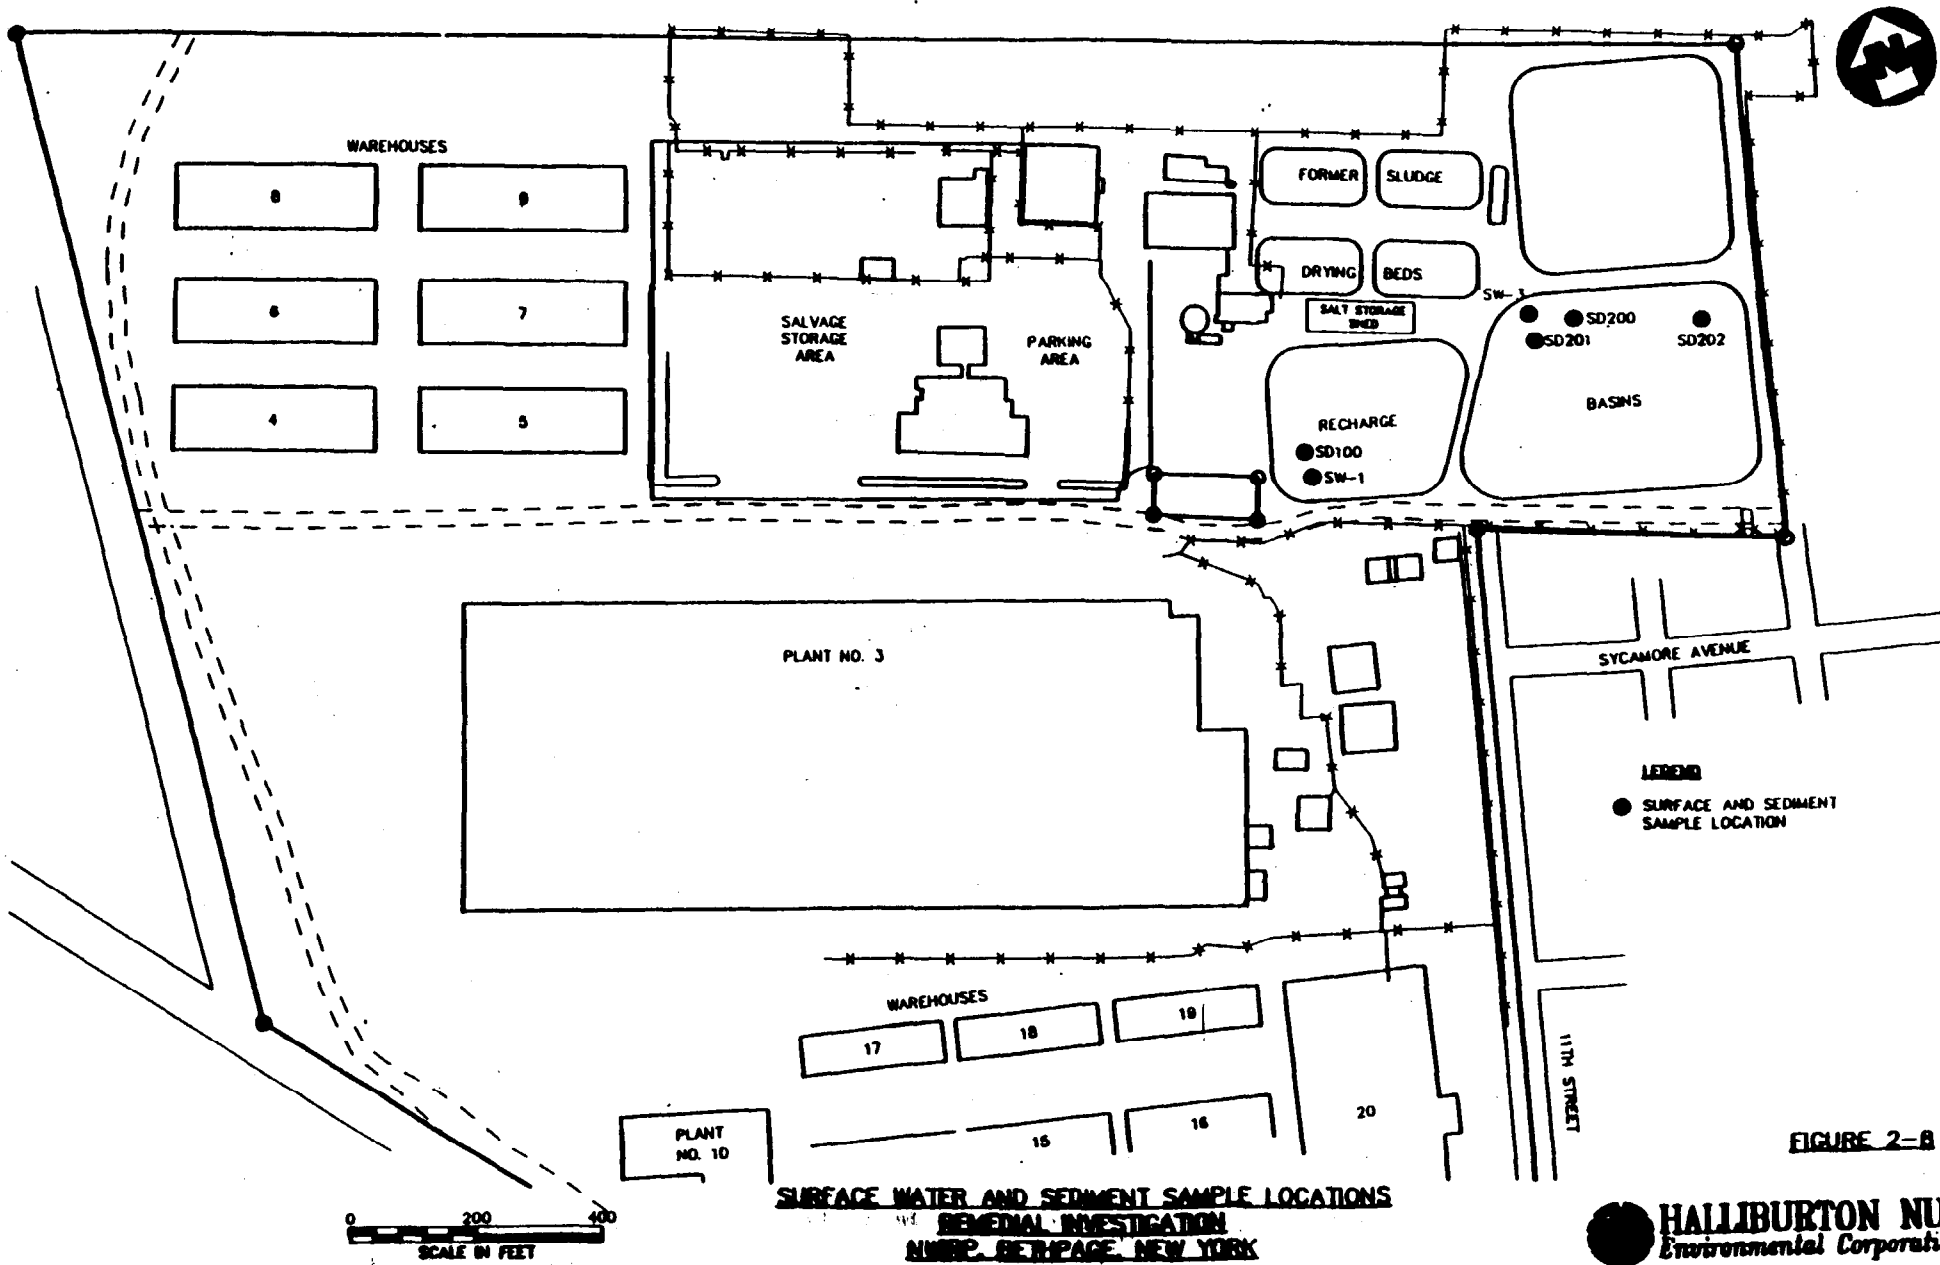 WAREHOUSES
8
9
6
7
4
5
SALVAGE
STORAGE
AREA
PARKING
AREA
FORMER
SLUDGE
DRYING
BEDS
SALT STORAGE
SHED
SW-3
SD200
SD201
SD202
BASINS
RECHARGE
SD100
SW-1
PLANT NO. 3
SYCAMORE AVENUE
LEGEND
SURFACE AND SEDIMENT
SAMPLE LOCATION
WAREHOUSES
17
18
19
15
16
20
11TH STREET
PLANT
NO. 10
FIGURE 2-8
0 200 400
SCALE IN FEET
SURFACE WATER AND SEDIMENT SAMPLE LOCATIONS
REMEDIAL INVESTIGATION
NWIRP, BETHPAGE, NEW YORK
HALLIBURTON NU
Environmental Corporati
N